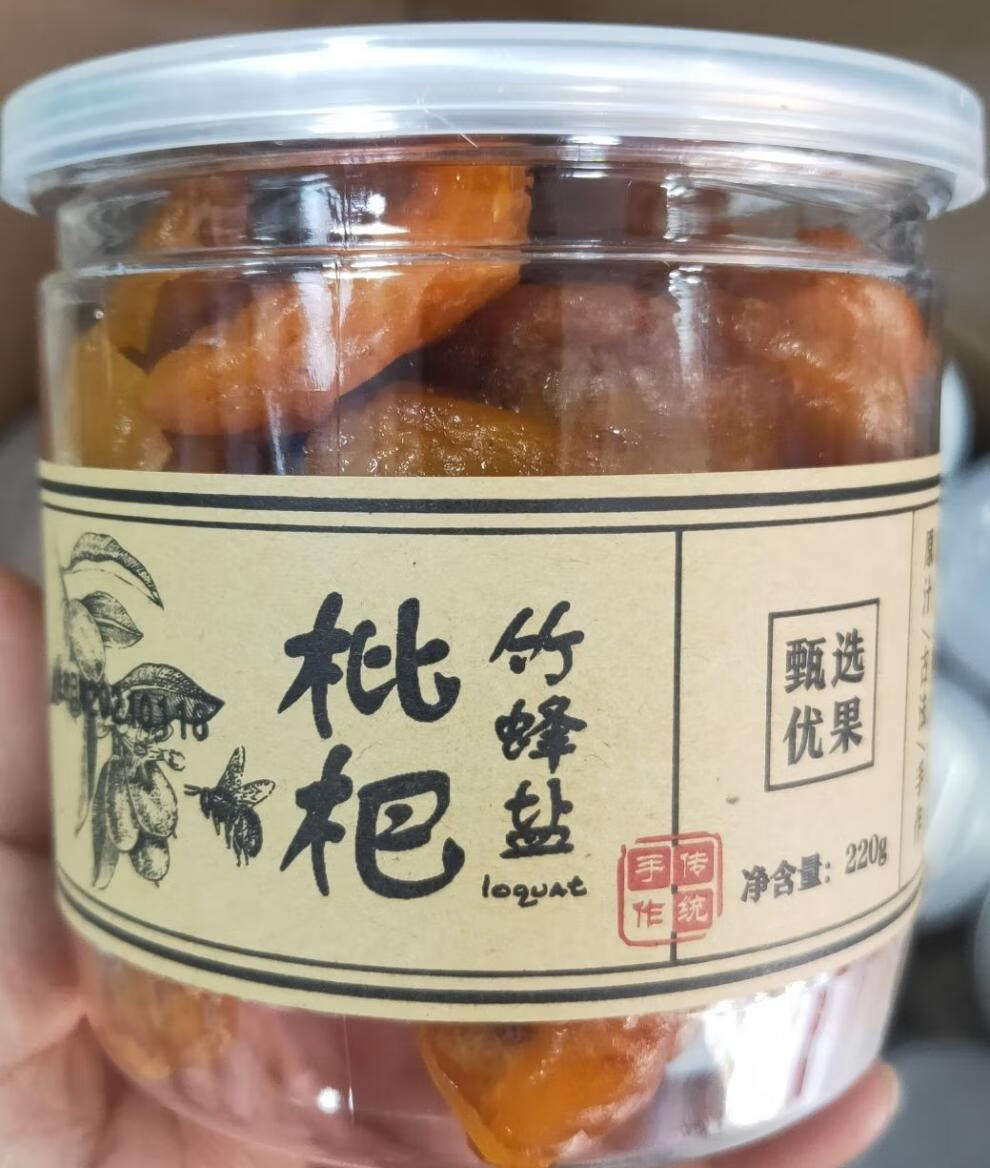 枇杷
竹蜂盐
loquat
甄选
优果
传统
手作
净含量：220g